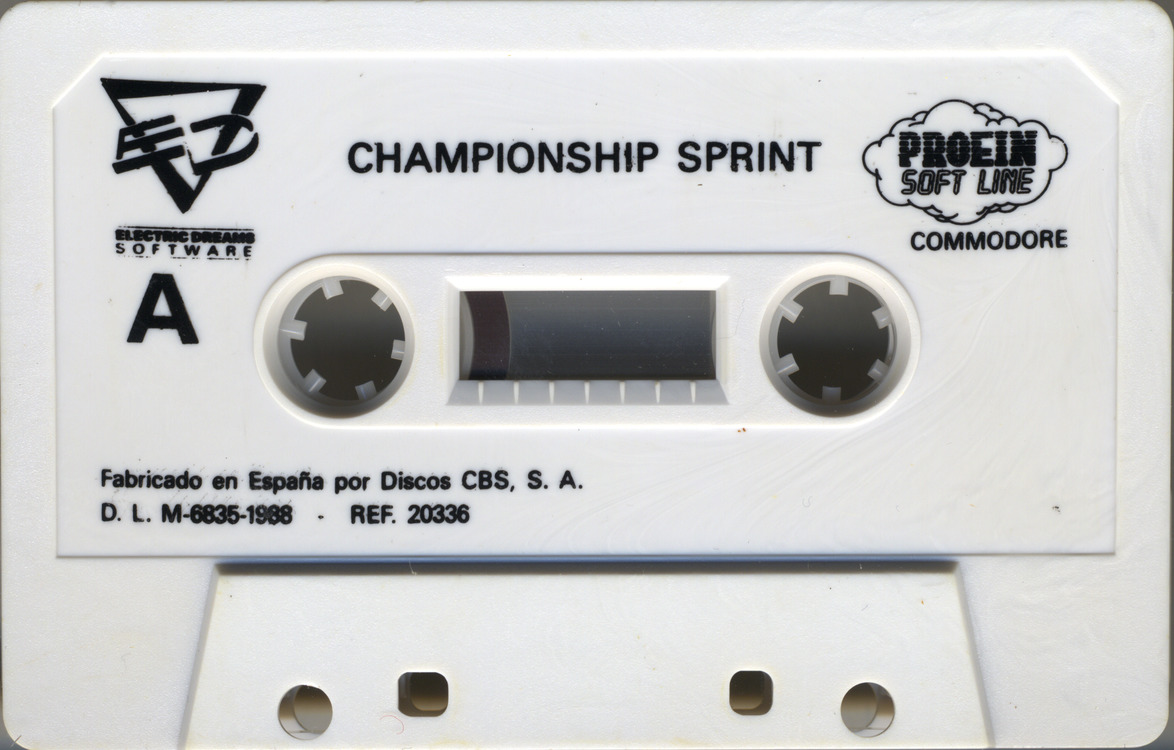 ELECTRIC DREAMS
SOFTWARE
A
CHAMPIONSHIP SPRINT
PROEIN
SOFT LINE
COMMODORE
Fabricado en España por Discos CBS, S. A.
D. L. M-6835-1988 - REF. 20336